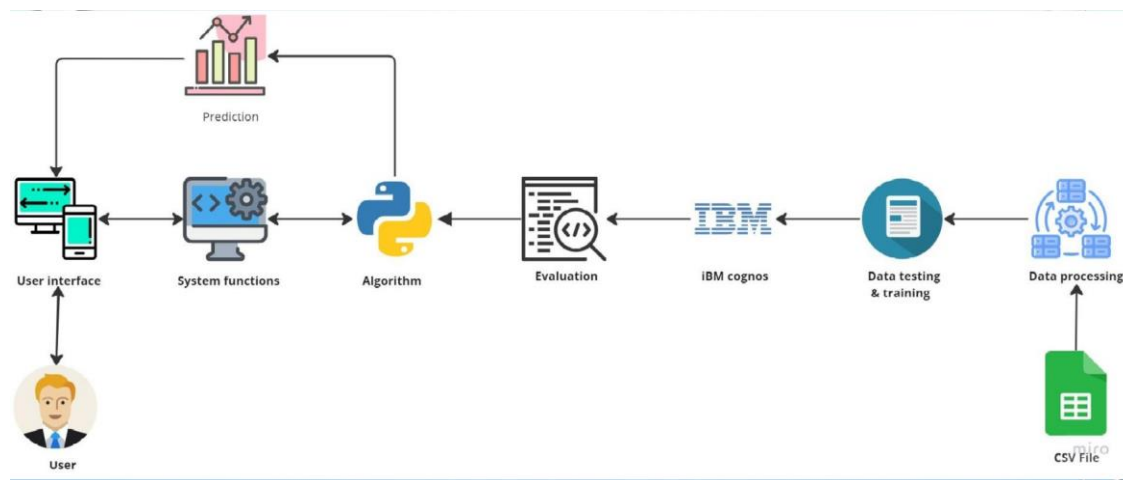 Prediction
IBM
User interface
System functions
Algorithm
Evaluation
iBM cognos
Data testing
& training
Data processing
miro
CSV File
User